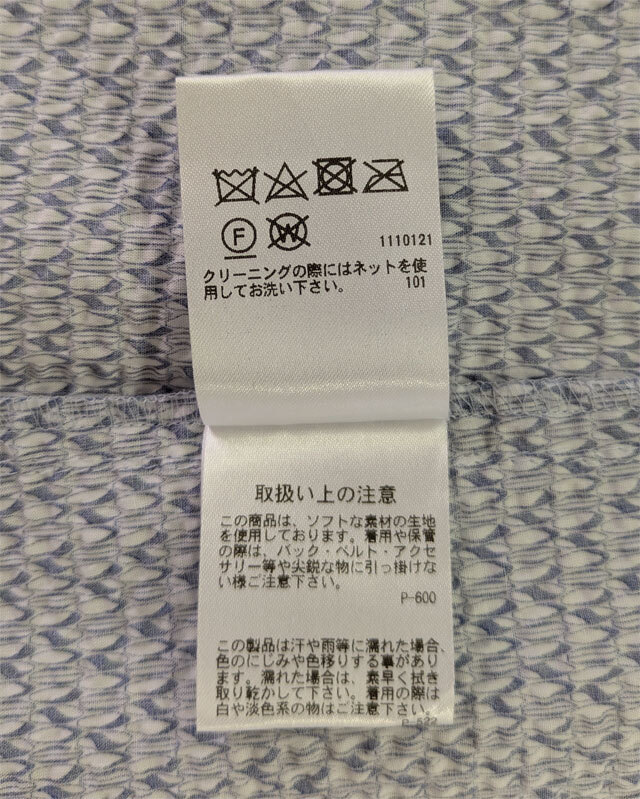 F W
1110121
クリーニングの際にはネットを使
用してお洗い下さい。 101
取扱い上の注意
この商品は、ソフトな素材の生地
を使用しております。着用や保管
の際は、バック・ベルト・アクセ
サリー等や尖鋭な物に引っ掛けな
い様ご注意下さい。
P-600
この製品は汗や雨等に濡れた場合、
色のにじみや色移りする事があり
ます。濡れた場合は、素早く拭き
取り乾かして下さい。着用の際は
白や淡色系の物はご注意下さい。